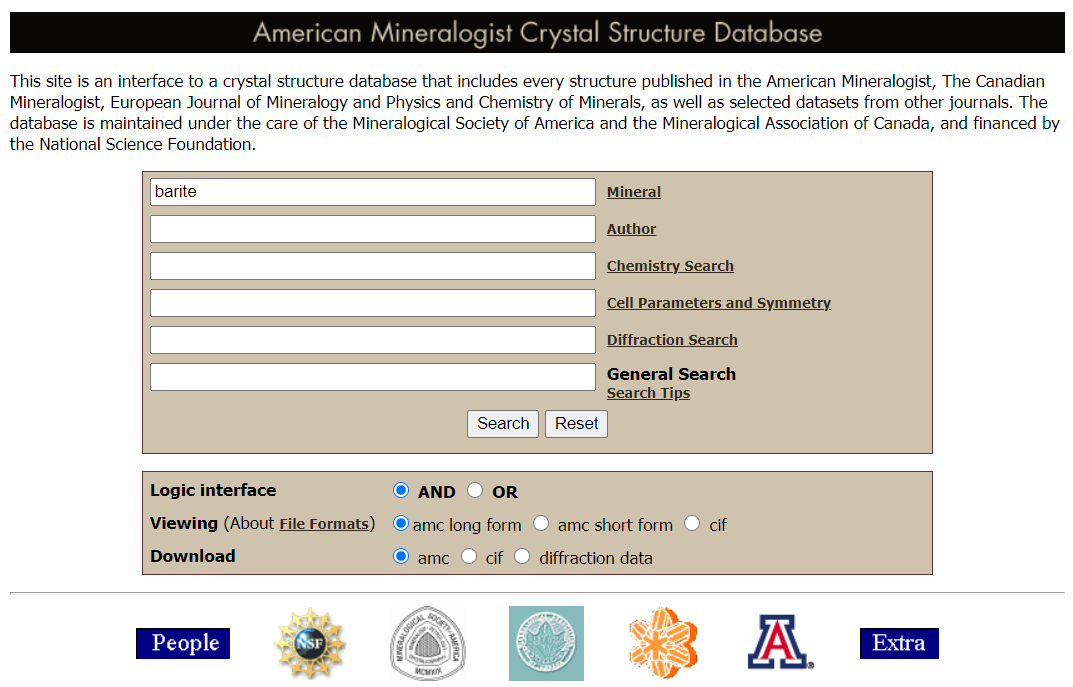 American Mineralogist Crystal Structure Database
This site is an interface to a crystal structure database that includes every structure published in the American Mineralogist, The Canadian
Mineralogist, European Journal of Mineralogy and Physics and Chemistry of Minerals, as well as selected datasets from other journals. The
database is maintained under the care of the Mineralogical Society of America and the Mineralogical Association of Canada, and financed by
the National Science Foundation.
barite Mineral
Author
Chemistry Search
Cell Parameters and Symmetry
Diffraction Search
General Search
Search Tips
Search Reset
Logic interface AND OR
Viewing (About File Formats) amc long form amc short form cif
Download amc cif diffraction data
People NSF MINERALOGICAL SOCIETY OF AMERICA MCMXIX A Extra